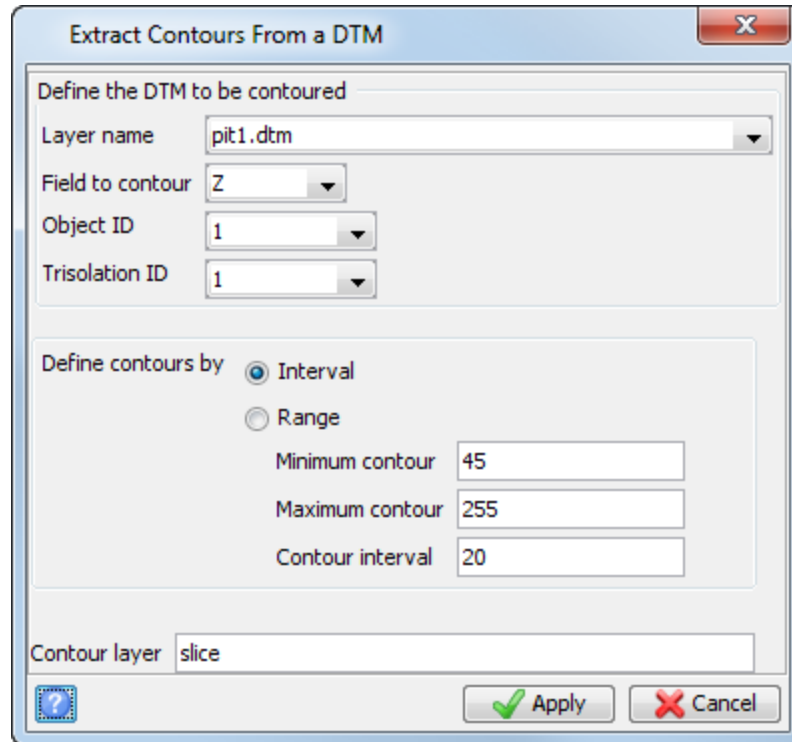 Extract Contours From a DTM
Define the DTM to be contoured
Layer name pit1.dtm
Field to contour Z
Object ID 1
Trisolation ID 1
Define contours by Interval
Range
Minimum contour 45
Maximum contour 255
Contour interval 20
Contour layer slice
? Apply Cancel